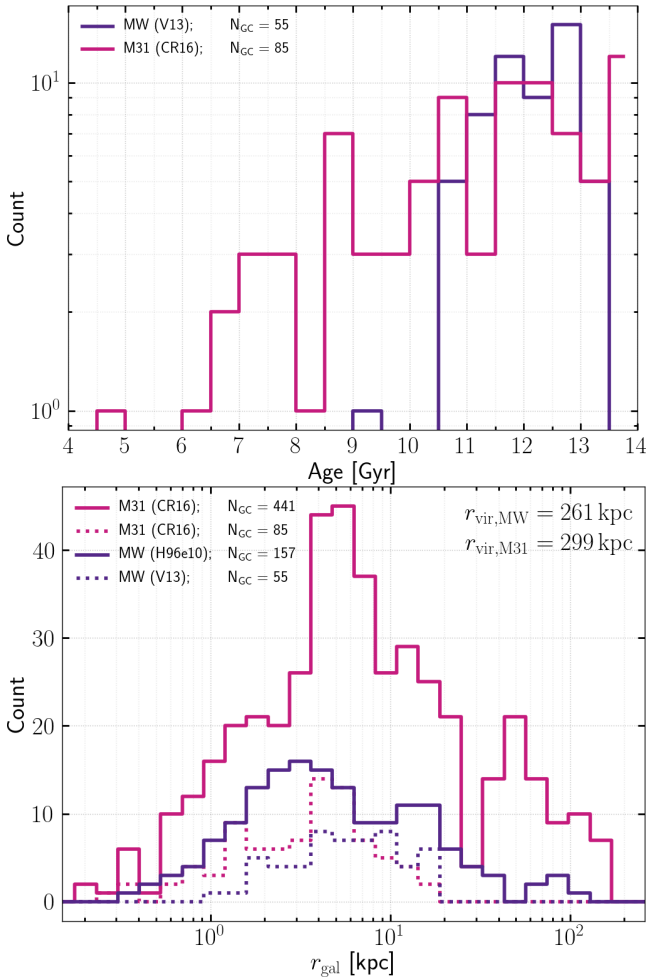 MW (V13); N_GC = 55
M31 (CR16); N_GC = 85
10^1
10^0
Count
4 5 6 7 8 9 10 11 12 13 14
Age [Gyr]
M31 (CR16); N_GC = 441
M31 (CR16); N_GC = 85
MW (H96e10); N_GC = 157
MW (V13); N_GC = 55
r_vir,MW = 261 kpc
r_vir,M31 = 299 kpc
40
30
20
10
0
Count
10^0 10^1 10^2
r_gal [kpc]